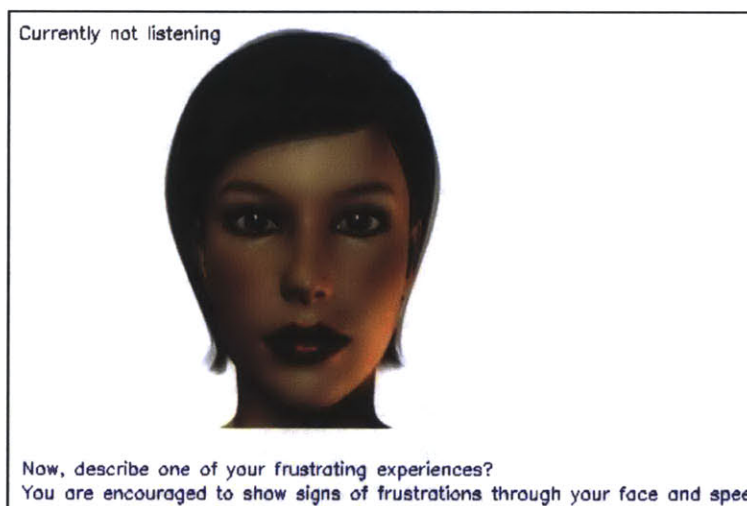 Currently not listening
Now, describe one of your frustrating experiences?
You are encouraged to show signs of frustrations through your face and spee